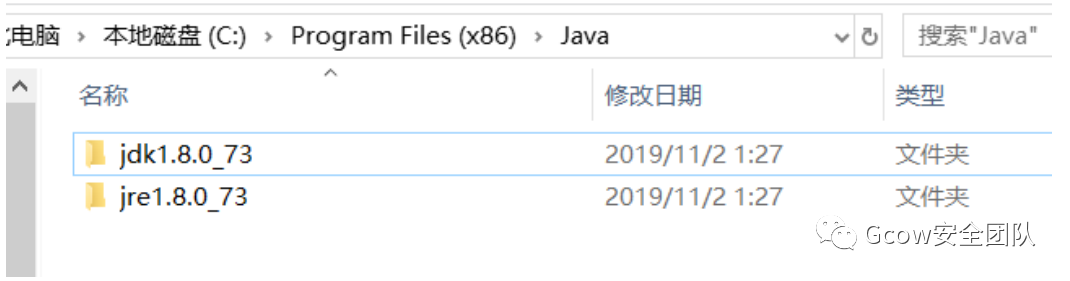 电脑 › 本地磁盘 (C:) › Program Files (x86) › Java 搜索"Java"
名称 修改日期 类型
jdk1.8.0_73 2019/11/2 1:27 文件夹
jre1.8.0_73 2019/11/2 1:27 文件夹
Gcow安全团队